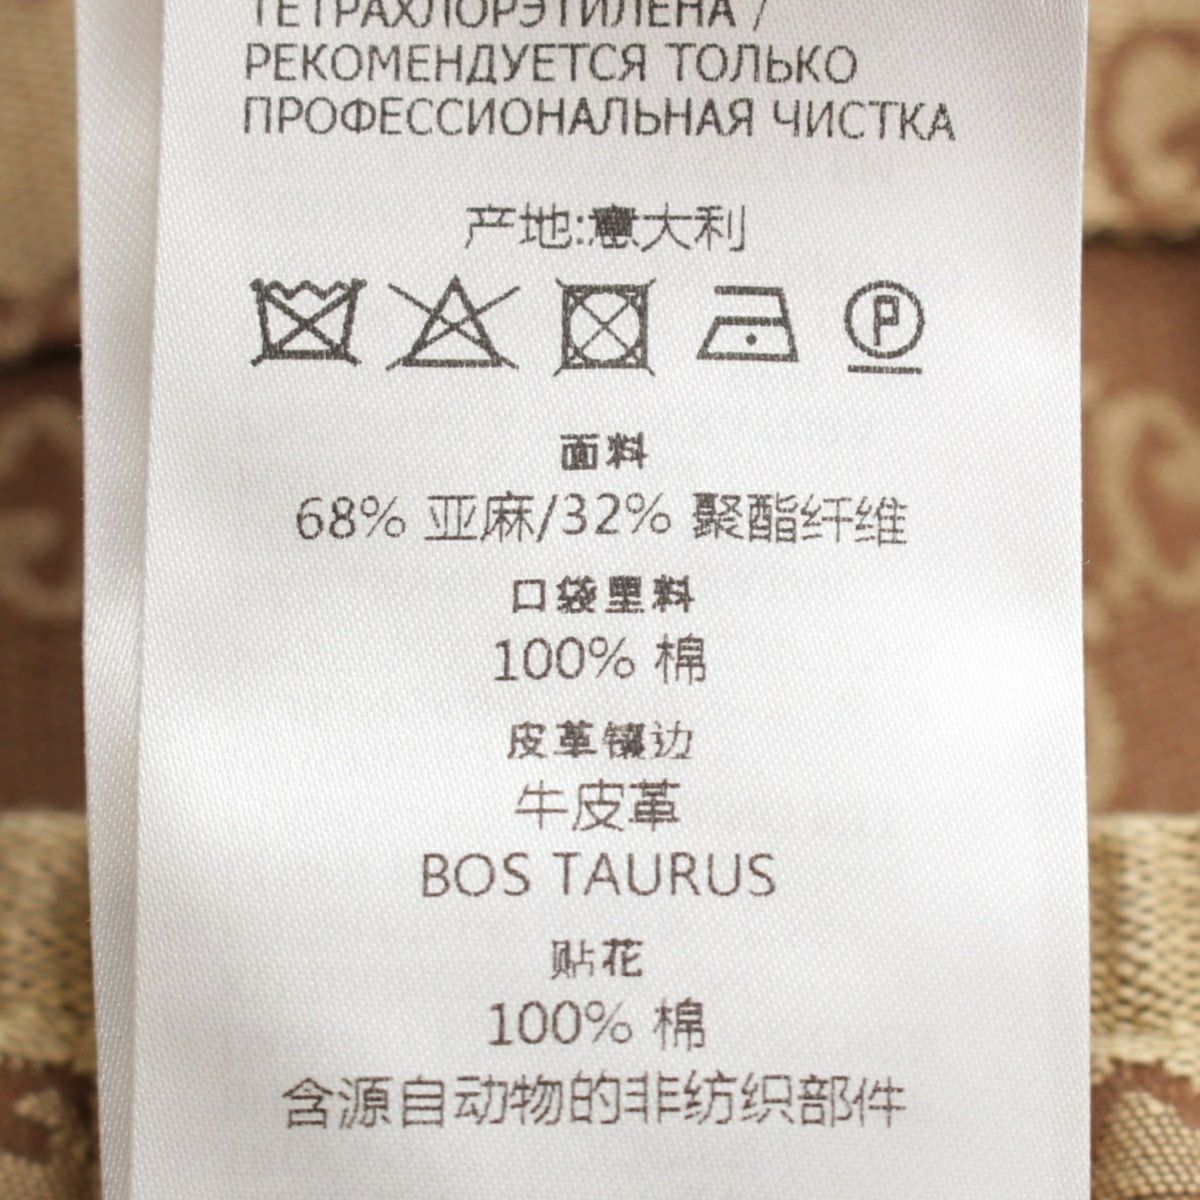 ТЕТРАХЛОРЭТИЛЕНА /
РЕКОМЕНДУЕТСЯ ТОЛЬКО
ПРОФЕССИОНАЛЬНАЯ ЧИСТКА
产地:意大利
P
面料
68% 亚麻/32% 聚酯纤维
口袋里料
100% 棉
皮革镶边
牛皮革
BOS TAURUS
贴花
100% 棉
含源自动物的非纺织部件